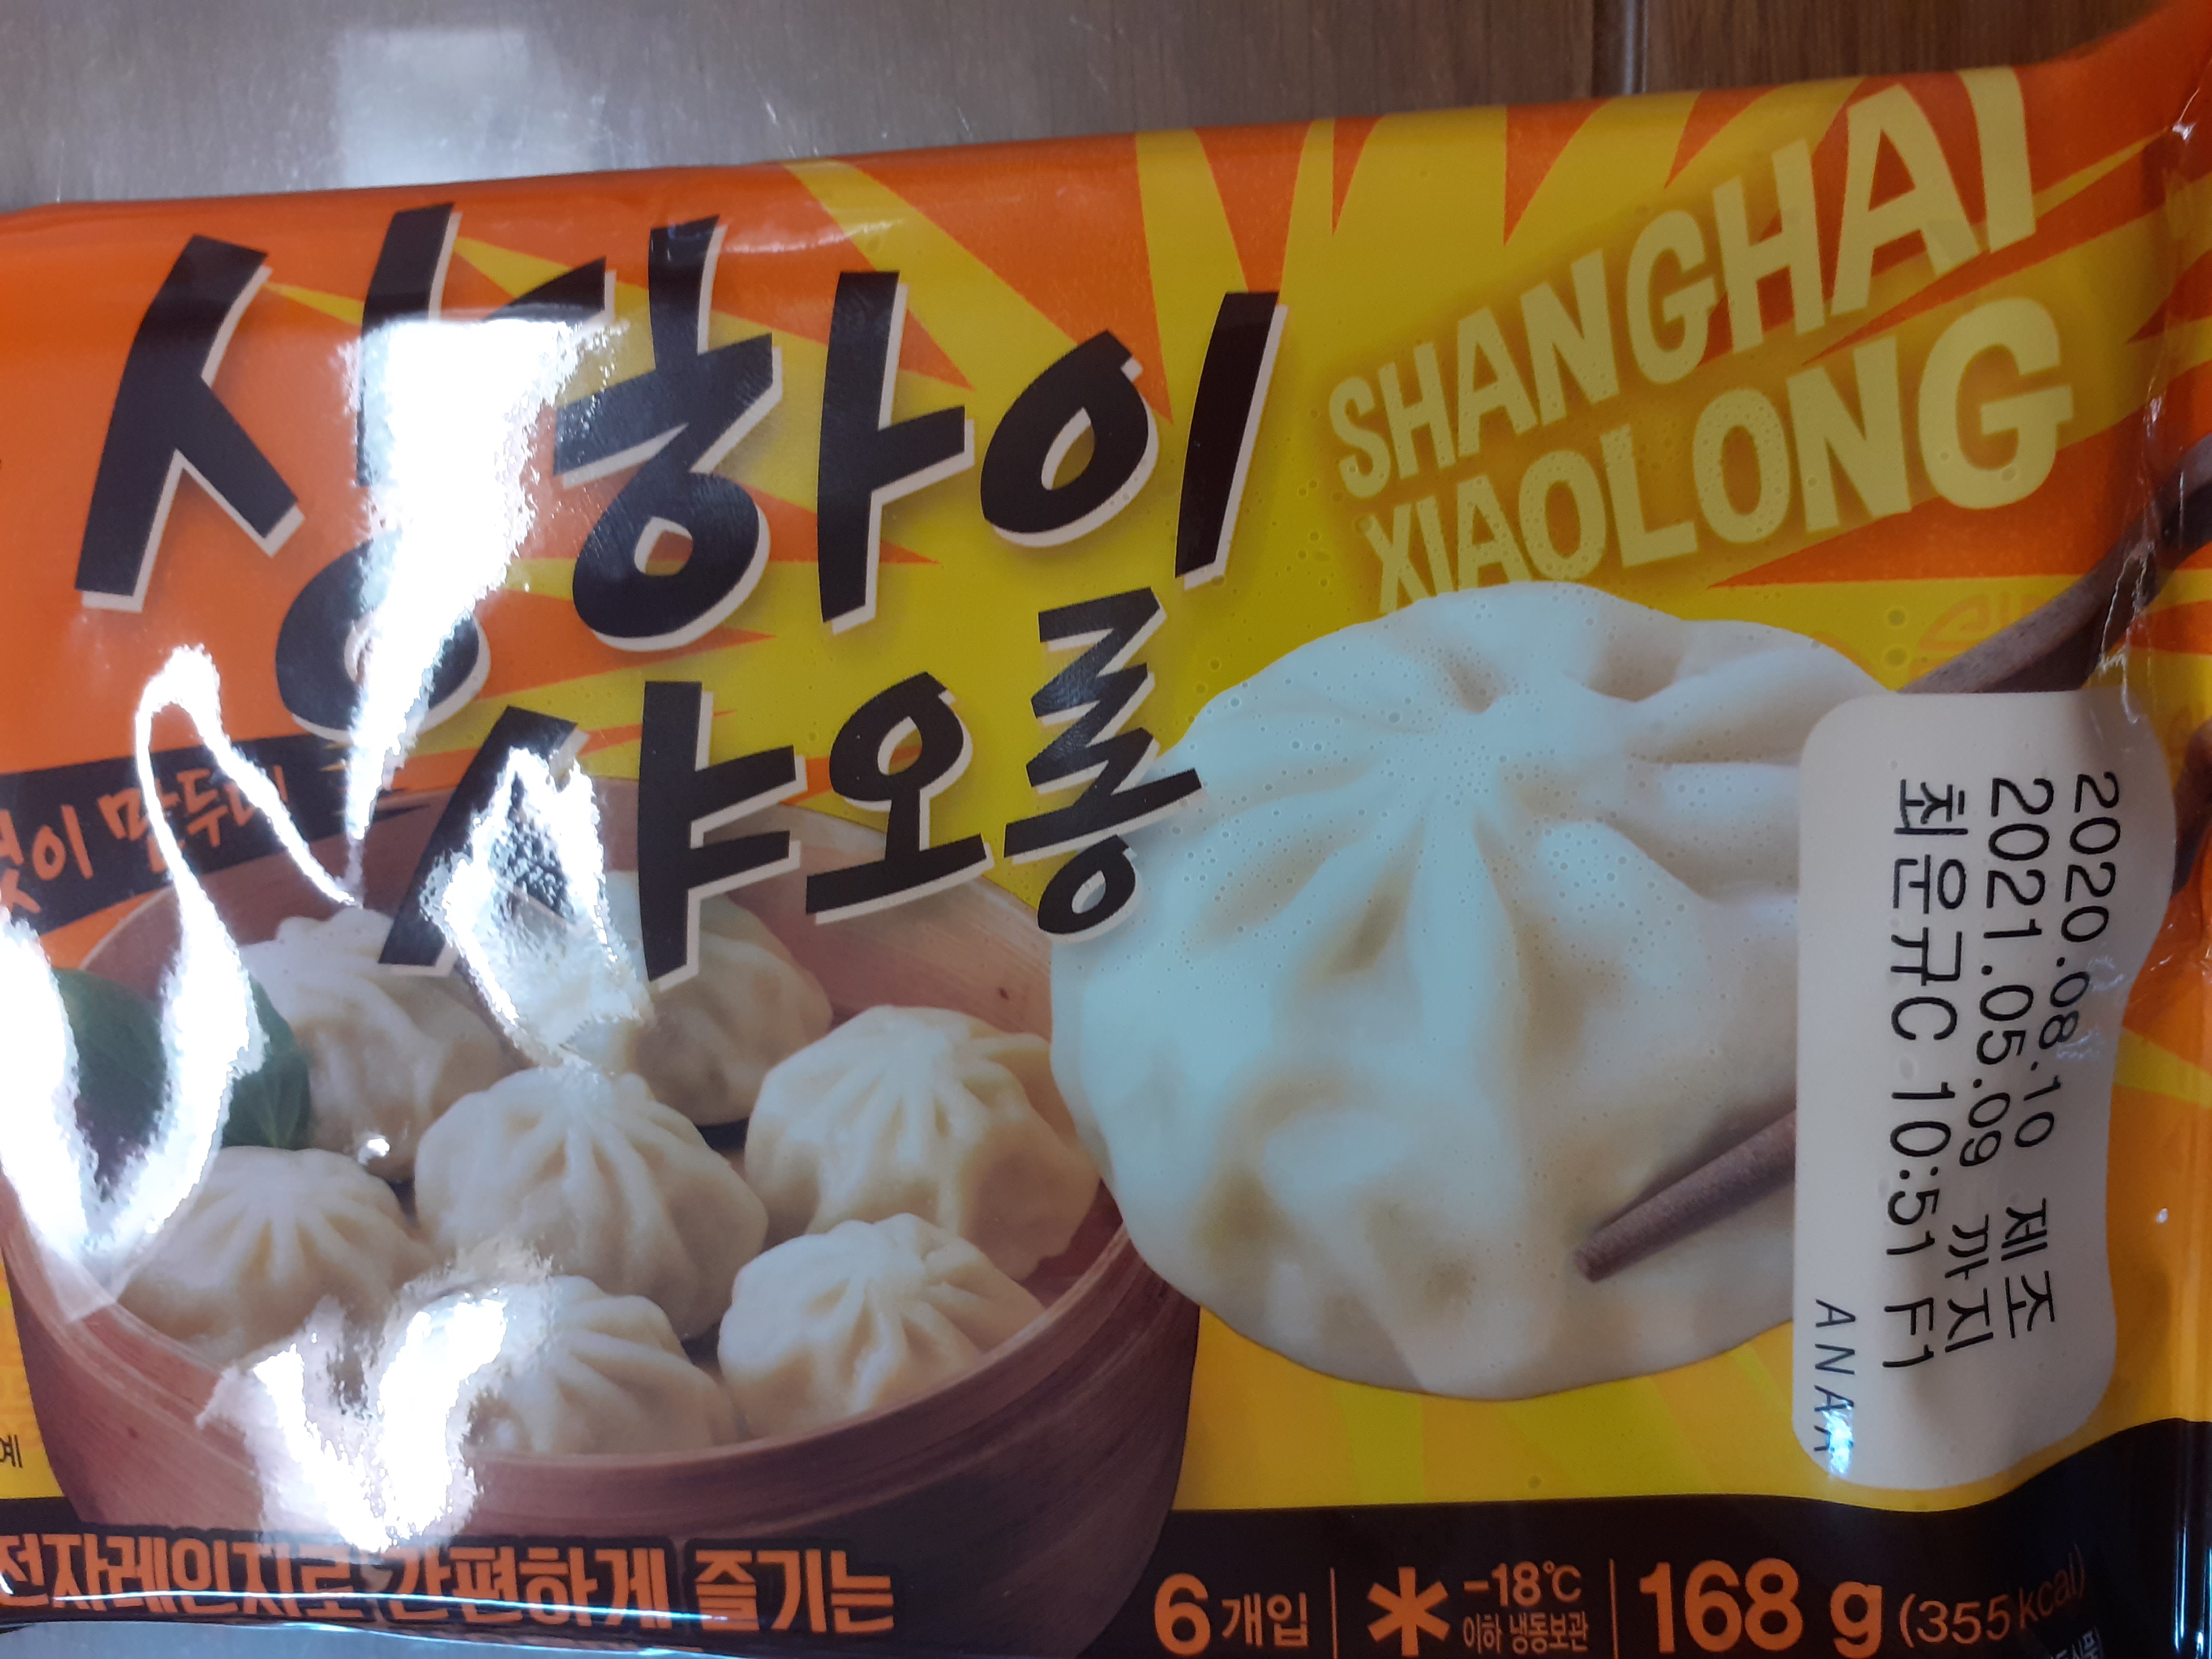 상하이
샤오롱
SHANGHAI
XIAOLONG
2020.08.10 제조
2021.05.09 까지
최운규C 10:51 F1
전자레인지로 간편하게 즐기는
6개입
-18℃
이하 냉동보관
168 g (355 kcal)